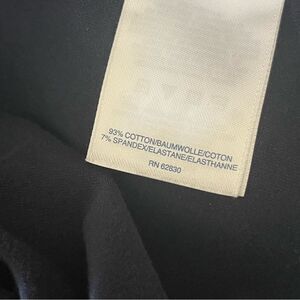 93% COTTON/BAUMWOLLE/COTON
7% SPANDEX/ELASTANE/ELASTHANNE
RN 62830